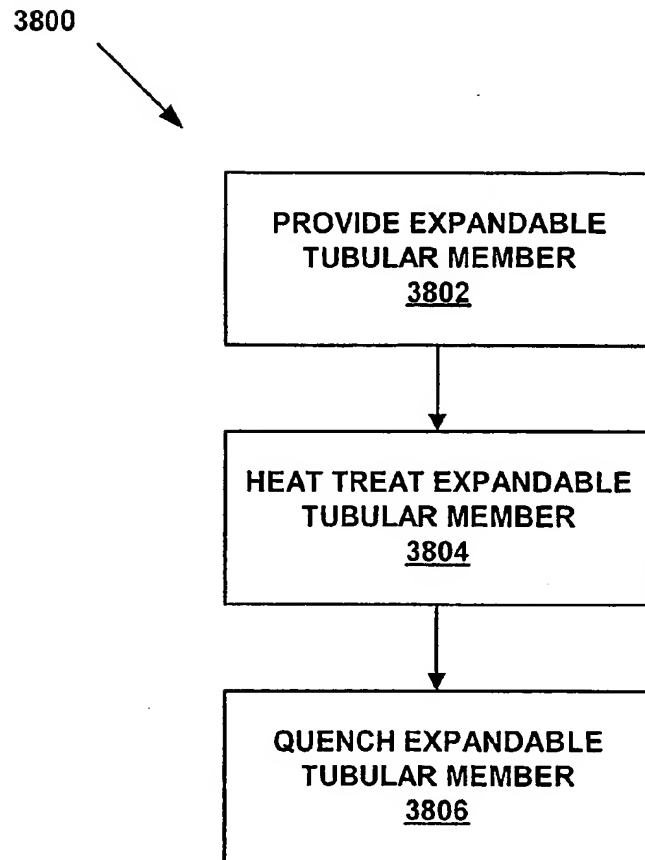 3800
PROVIDE EXPANDABLE
TUBULAR MEMBER
3802
HEAT TREAT EXPANDABLE
TUBULAR MEMBER
3804
QUENCH EXPANDABLE
TUBULAR MEMBER
3806